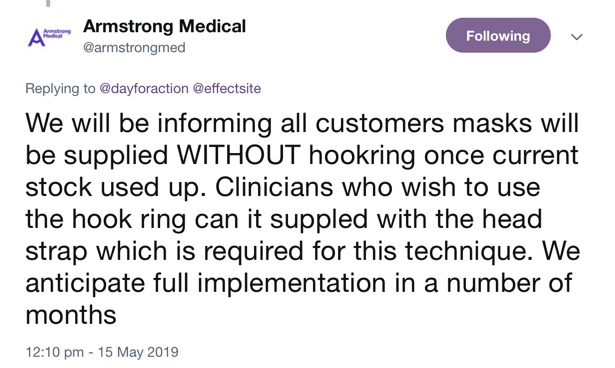 Armstrong Medical
Armstrong Medical
@armstrongmed
Following
Replying to @dayforaction @effectsite
We will be informing all customers masks will
be supplied WITHOUT hookring once current
stock used up. Clinicians who wish to use
the hook ring can it suppled with the head
strap which is required for this technique. We
anticipate full implementation in a number of
months
12:10 pm - 15 May 2019